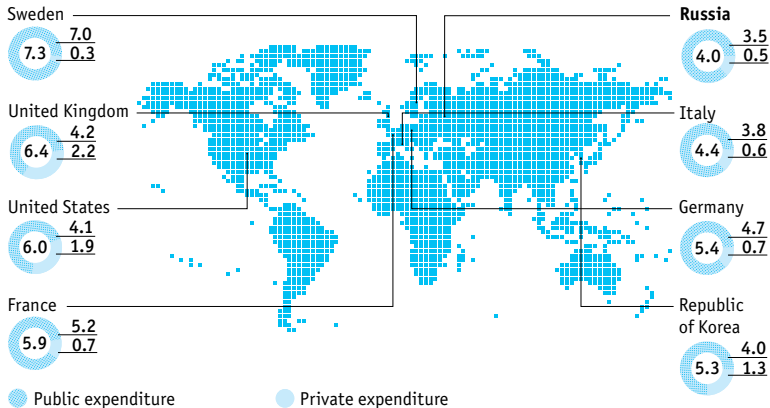 Sweden
7.3
7.0
0.3
United Kingdom
6.4
4.2
2.2
United States
6.0
4.1
1.9
France
5.9
5.2
0.7
Russia
4.0
3.5
0.5
Italy
4.4
3.8
0.6
Germany
5.4
4.7
0.7
Republic
of Korea
5.3
4.0
1.3
Public expenditure
Private expenditure